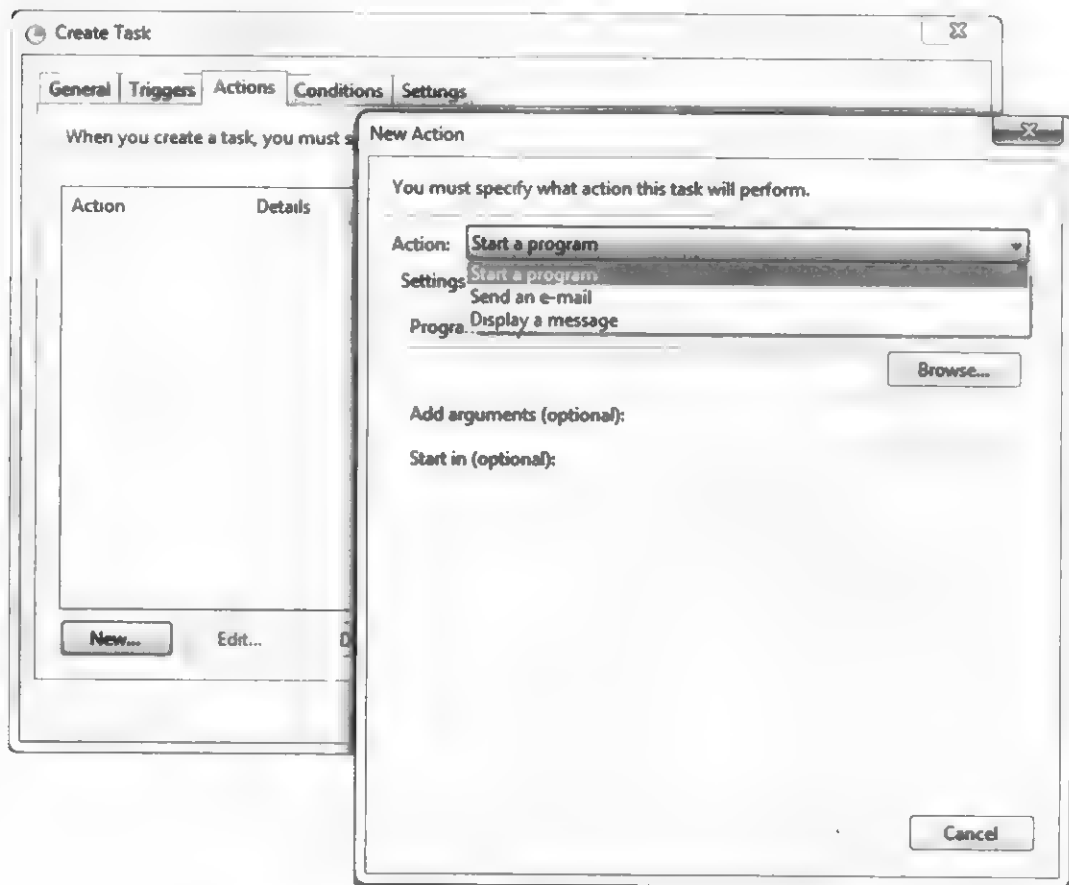 Create Task
General Triggers Actions Conditions Settings
When you create a task, you must s
Action Details
New... Edit... D
New Action
You must specify what action this task will perform.
Action: Start a program
Start a program
Send an e-mail
Display a message
Settings
Progra
Browse...
Add arguments (optional):
Start in (optional):
Cancel